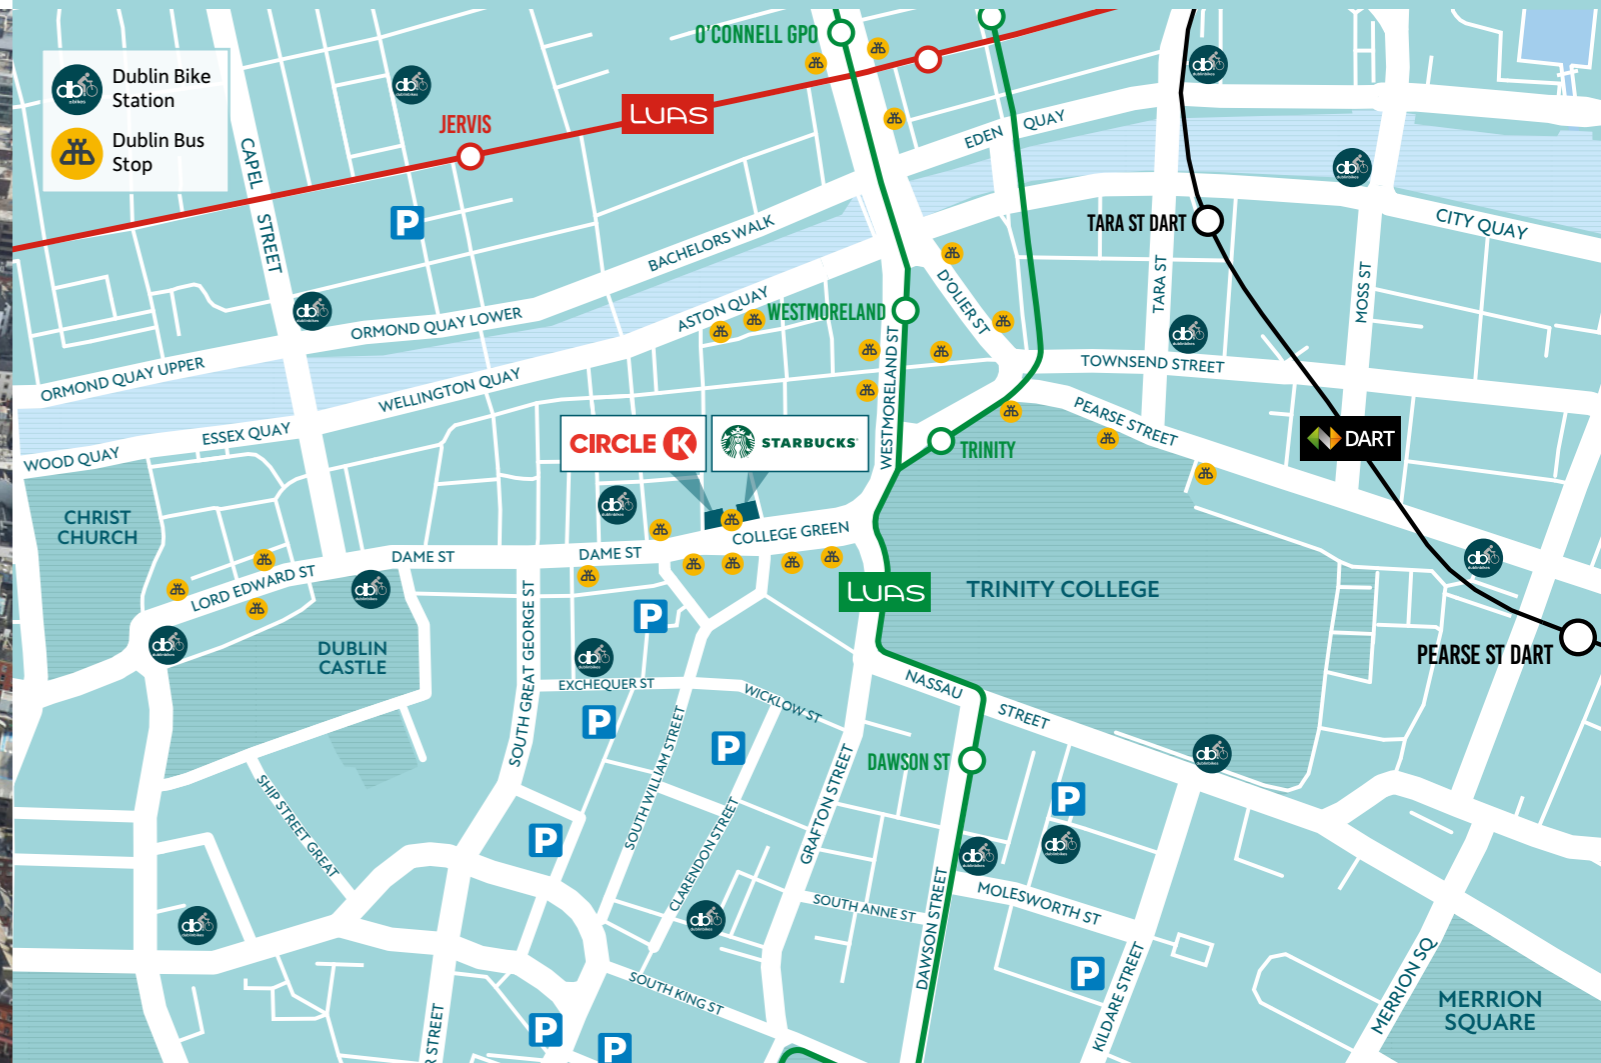 Dublin Bike
Station
Dublin Bus
Stop
O'CONNELL GPO
LUAS
JERVIS
CAPEL STREET
EDEN QUAY
P
BACHELORS WALK
TARA ST DART
CITY QUAY
ORMOND QUAY LOWER
ASTON QUAY
WESTMORELAND
D'OLIER ST
TARA ST
MOSS ST
ORMOND QUAY UPPER
WELLINGTON QUAY
WESTMORELAND ST
TOWNSEND STREET
ESSEX QUAY
WOOD QUAY
CIRCLE K
STARBUCKS
TRINITY
PEARSE STREET
DART
CHRIST
CHURCH
COLLEGE GREEN
DAME ST
DAME ST
LORD EDWARD ST
LUAS
TRINITY COLLEGE
P
DUBLIN
CASTLE
SOUTH GREAT GEORGE ST
EXCHEQUER ST
PEARSE ST DART
NASSAU STREET
WICKLOW ST
P
P
SOUTH WILLIAM STREET
DAWSON ST
GRAFTON STREET
P
SHIP STREET GREAT
P
CLARENDON STREET
SOUTH ANNE ST
MOLESWORTH ST
DAWSON STREET
P
KILDARE STREET
SOUTH KING ST
MERRION SQ
MERRION
SQUARE
R STREET
P
P